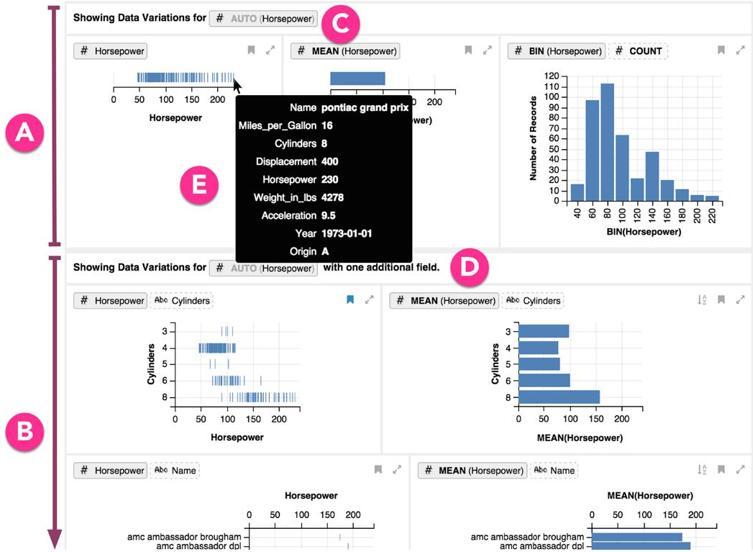 Showing Data Variations for # AUTO (Horsepower)
C
# Horsepower
# MEAN (Horsepower)
# BIN (Horsepower) # COUNT
0 50 100 150 200
Horsepower
200
wer)
Name pontiac grand prix
Miles_per_Gallon 16
Cylinders 8
Displacement 400
Horsepower 230
Weight_in_lbs 4278
Acceleration 9.5
Year 1973-01-01
Origin A
A
E
Number of Records
120
110
100
90
80
70
60
50
40
30
20
10
0
40 60 80 100 120 140 160 180 200 220
BIN(Horsepower)
Showing Data Variations for # AUTO (Horsepower) with one additional field.
D
B
# Horsepower Abc Cylinders
Cylinders
3
4
5
6
8
0 50 100 150 200
Horsepower
# MEAN (Horsepower) Abc Cylinders
Cylinders
3
4
5
6
8
0 50 100 150 200
MEAN(Horsepower)
# Horsepower Abc Name
Horsepower
0 50 100 150 200
amc ambassador brougham
amc ambassador dpl
# MEAN (Horsepower) Abc Name
MEAN(Horsepower)
0 50 100 150 200
amc ambassador brougham
amc ambassador dpl